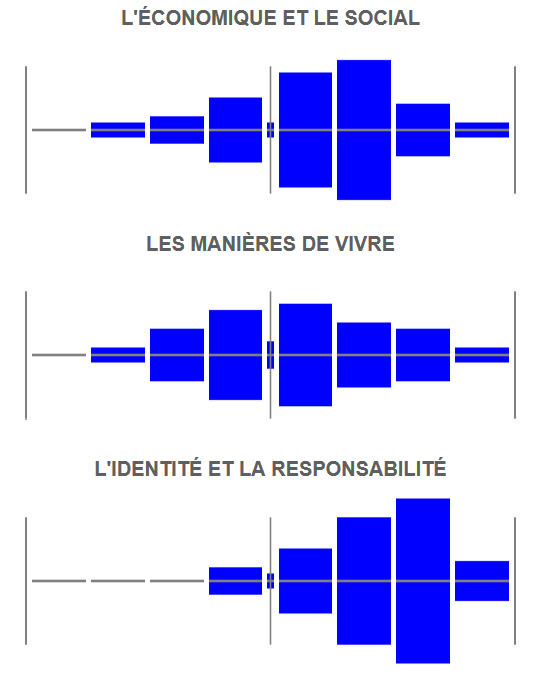 L'ÉCONOMIQUE ET LE SOCIAL
LES MANIÈRES DE VIVRE
L'IDENTITÉ ET LA RESPONSABILITÉ